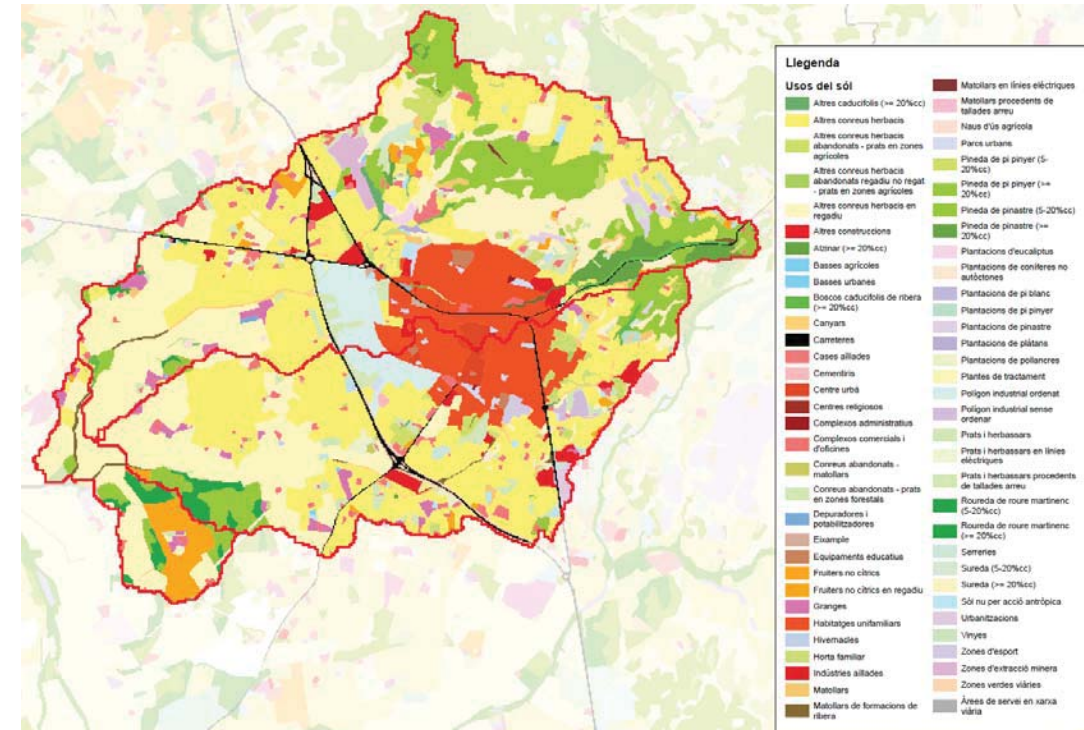 Llegenda
Usos del sól
Altres caducifolis (>= 20%cc)
Altres conreus herbacis
Altres conreus herbacis
abandonats - prats en zones
agrícoles
Altres conreus herbacis
abandonats regadiu no regat
- prats en zones agrícoles
Altres conreus herbacis en
regadiu
Altres construccions
Alzinar (>= 20%cc)
Basses agrícoles
Basses urbanes
Boscos caducifolis de ribera
(>= 20%cc)
Canyars
Carreteres
Cases aïllades
Cementiris
Centre urbà
Centres religiosos
Complexos administratius
Complexos comercials i
d'oficines
Conreus abandonats -
matollars
Conreus abandonats - prats
en zones forestals
Depuradores i
potabilitzadores
Eixample
Equipaments educatius
Fruiters no cítrics
Fruiters no cítrics en regadiu
Granges
Habitatges unifamiliars
Hivernacles
Horta familiar
Indústries aïllades
Matollars
Matollars de formacions de
ribera
Matollars en línies elèctriques
Matollars procedents de
tallades arreu
Naus d'ús agrícola
Parcs urbans
Pineda de pi pinyer (5-
20%cc)
Pineda de pi pinyer (>=
20%cc)
Pineda de pinastre (5-20%cc)
Pineda de pinastre (>=
20%cc)
Plantacions d'eucaliptus
Plantacions de coníferes no
autòctones
Plantacions de pi blanc
Plantacions de pi pinyer
Plantacions de pinastre
Plantacions de plàtans
Plantacions de pollancres
Plantes de tractament
Polígon industrial ordenat
Polígon industrial sense
ordenar
Prats i herbassars
Prats i herbassars en línies
elèctriques
Prats i herbassars procedents
de tallades arreu
Roureda de roure martinenc
(5-20%cc)
Roureda de roure martinenc
(>= 20%cc)
Serreries
Sureda (5-20%cc)
Sureda (>= 20%cc)
Sòl nu per acció antròpica
Urbanitzacions
Vinyes
Zones d'esport
Zones d'extracció minera
Zones verdes viàries
Àrees de servei en xarxa
viària